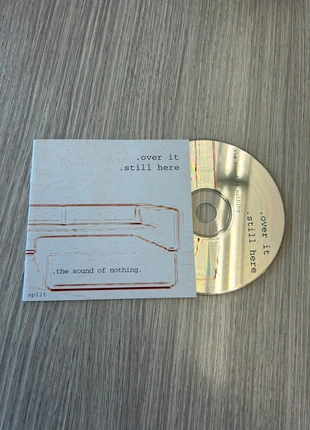 .over it
.still here
.the sound of nothing.
split
.over it
.still here